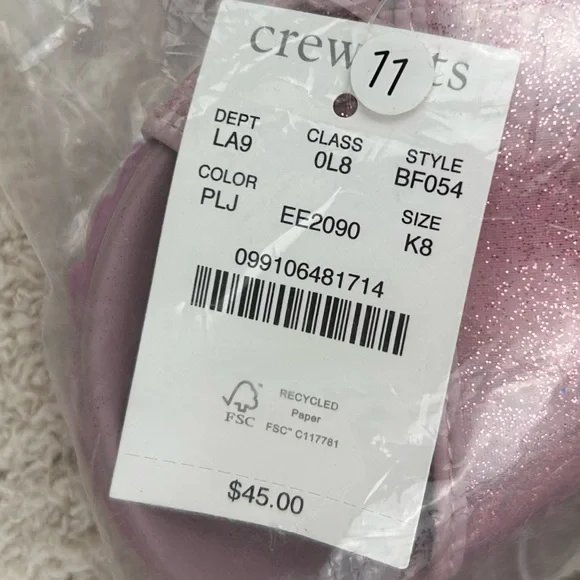 crew ts
11
DEPT CLASS STYLE
LA9 0L8 BF054
COLOR SIZE
PLJ EE2090 K8
099106481714
FSC
RECYCLED
Paper
FSC™ C117781
$45.00